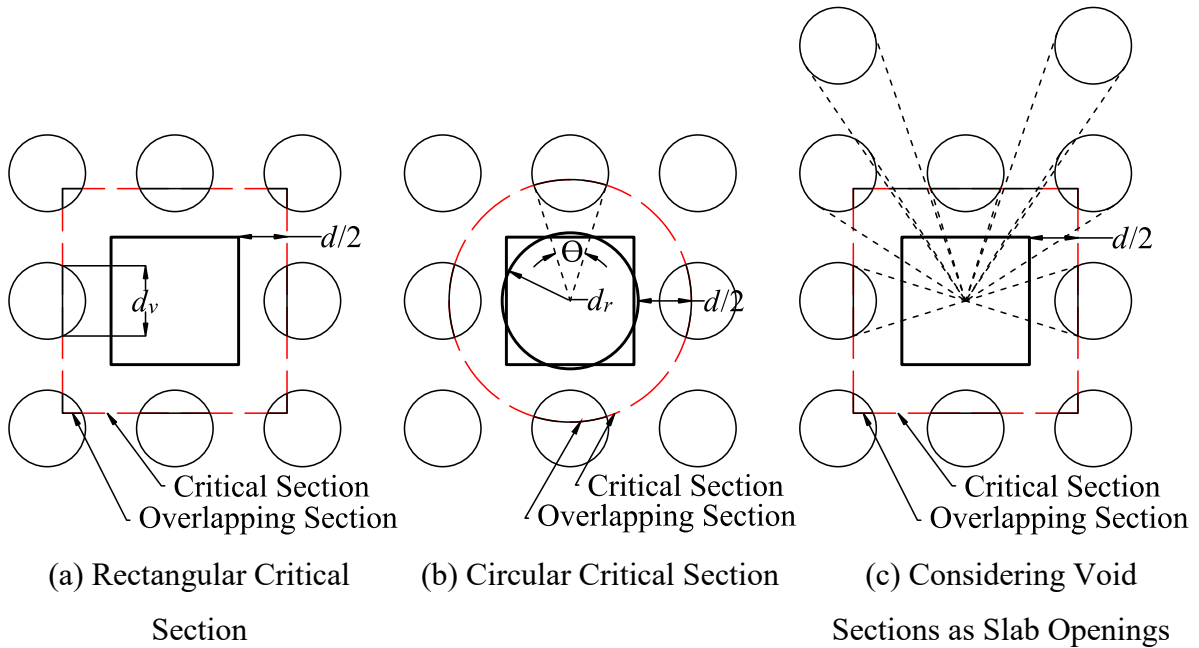 d/2
d_v
Critical Section
Overlapping Section
(a) Rectangular Critical
Section
Θ
d_r
d/2
Critical Section
Overlapping Section
(b) Circular Critical Section
d/2
Critical Section
Overlapping Section
(c) Considering Void
Sections as Slab Openings